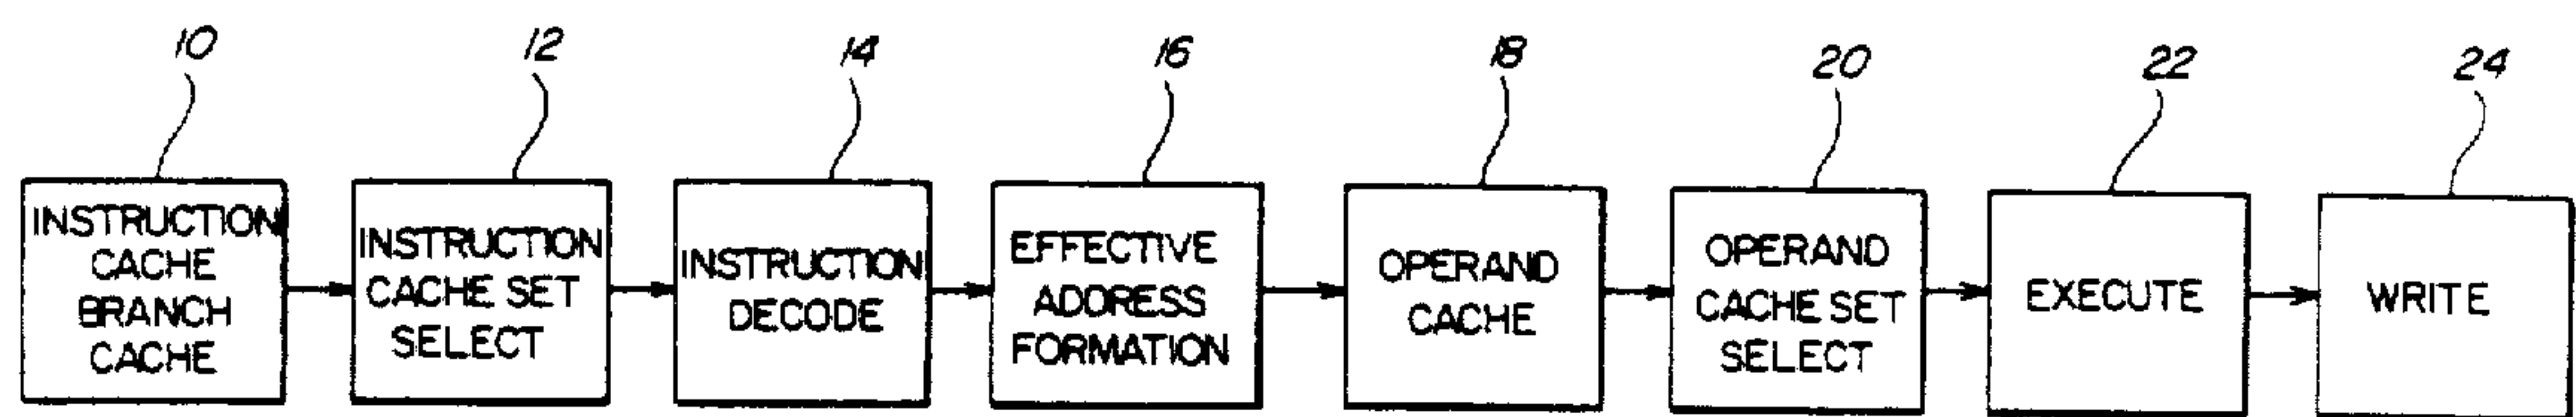 10
12
14
16
18
20
22
24
INSTRUCTION
CACHE
BRANCH
CACHE
INSTRUCTION
CACHE SET
SELECT
INSTRUCTION
DECODE
EFFECTIVE
ADDRESS
FORMATION
OPERAND
CACHE
OPERAND
CACHE SET
SELECT
EXECUTE
WRITE